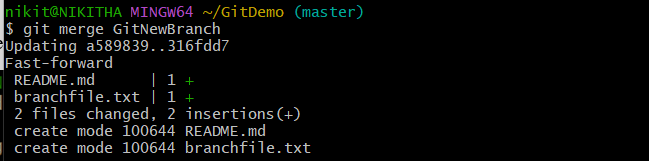 nikit@NIKITHA MINGW64 ~/GitDemo (master)
$ git merge GitNewBranch
Updating a589839..316fdd7
Fast-forward
 README.md      | 1 +
 branchfile.txt | 1 +
 2 files changed, 2 insertions(+)
 create mode 100644 README.md
 create mode 100644 branchfile.txt